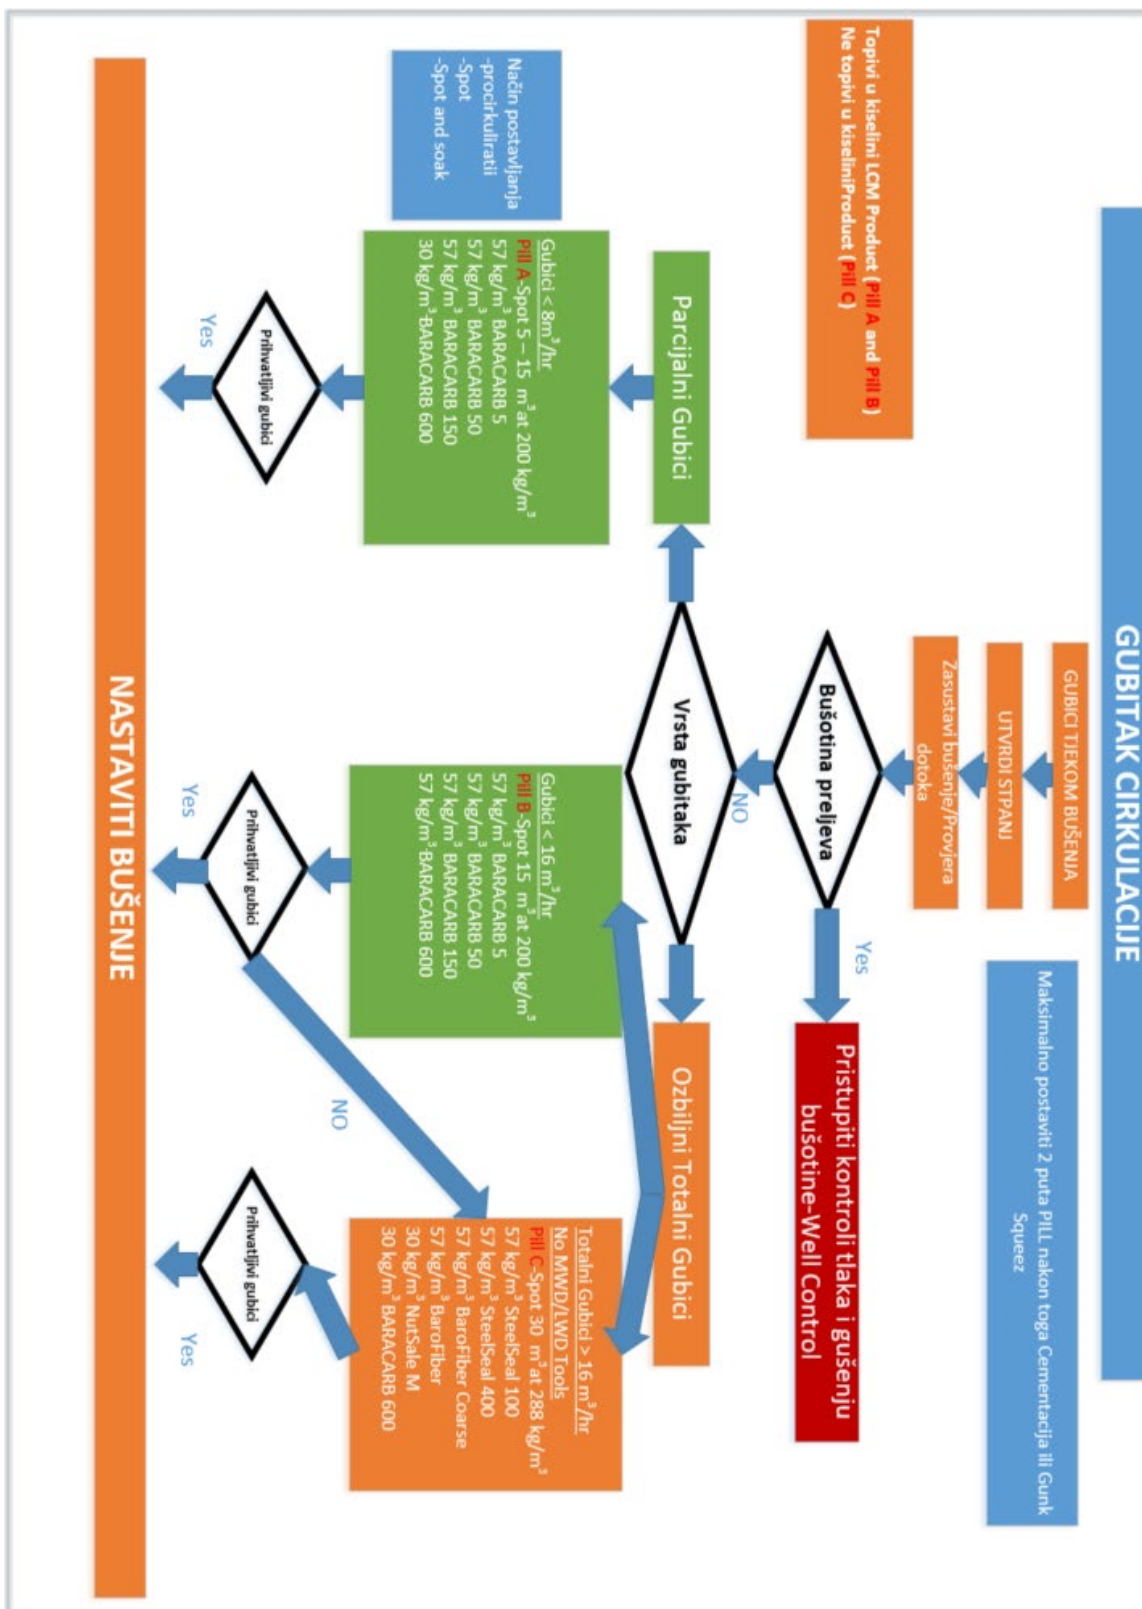 GUBITAK CIRKULACIJE
GUBICI TJEKOM BUŠENJA
UTVRDI STPANJ
Zasustavi bušenje/Provjera
dotoka
Topivi u kiselini LCM Product (Pill A and Pill B)
Ne topivi u kiseliniProduct (Pill C)
Maksimalno postaviti 2 puta PILL nakon toga Cementacija ili Gunk
Squeez
Bušotina preljeva
Yes
Pristupiti kontroli tlaka i gušenju
bušotine-Well Control
NO
Vrsta gubitaka
Parcijalni Gubici
Ozbiljni Totalni Gubici
Način postavljanja
-procirkuliratii
-Spot
-Spot and soak
Gubici < 8m³/hr
Pill A-Spot 5 – 15 m³ at 200 kg/m³
57 kg/m³ BARACARB 5
57 kg/m³ BARACARB 50
57 kg/m³ BARACARB 150
30 kg/m³ BARACARB 600
Gubici < 16 m³/hr
Pill B-Spot 15 m³ at 200 kg/m³
57 kg/m³ BARACARB 5
57 kg/m³ BARACARB 50
57 kg/m³ BARACARB 150
57 kg/m³ BARACARB 600
Totalni Gubici > 16 m³/hr
No MWD/LWD Tools
Pill C-Spot 30 m³ at 288 kg/m³
57 kg/m³ SteelSeal 100
57 kg/m³ SteelSeal 400
57 kg/m³ BaroFiber Coarse
57 kg/m³ BaroFiber
30 kg/m³ NutSale M
30 kg/m³ BARACARB 600
Prihvatljivi gubici
Yes
Prihvatljivi gubici
Yes
NO
Prihvatljivi gubici
Yes
NASTAVITI BUŠENJE